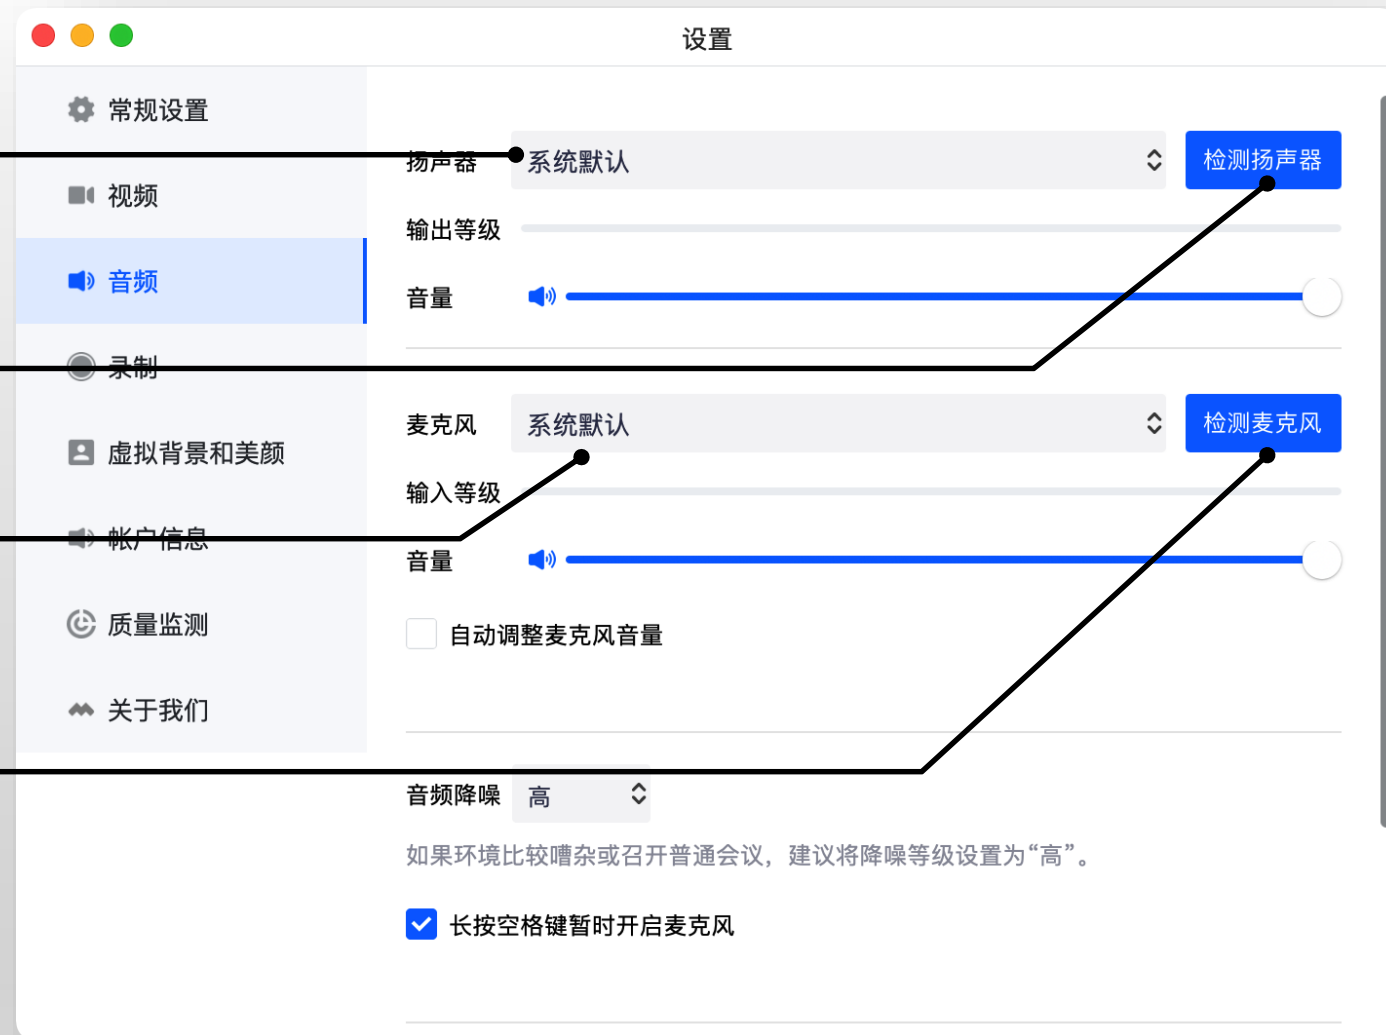 设置
常规设置
视频
音频
录制
虚拟背景和美颜
帐户信息
质量监测
关于我们
扬声器 系统默认 检测扬声器
输出等级
音量
麦克风 系统默认 检测麦克风
输入等级
音量
自动调整麦克风音量
音频降噪 高
如果环境比较嘈杂或召开普通会议，建议将降噪等级设置为“高”。
长按空格键暂时开启麦克风